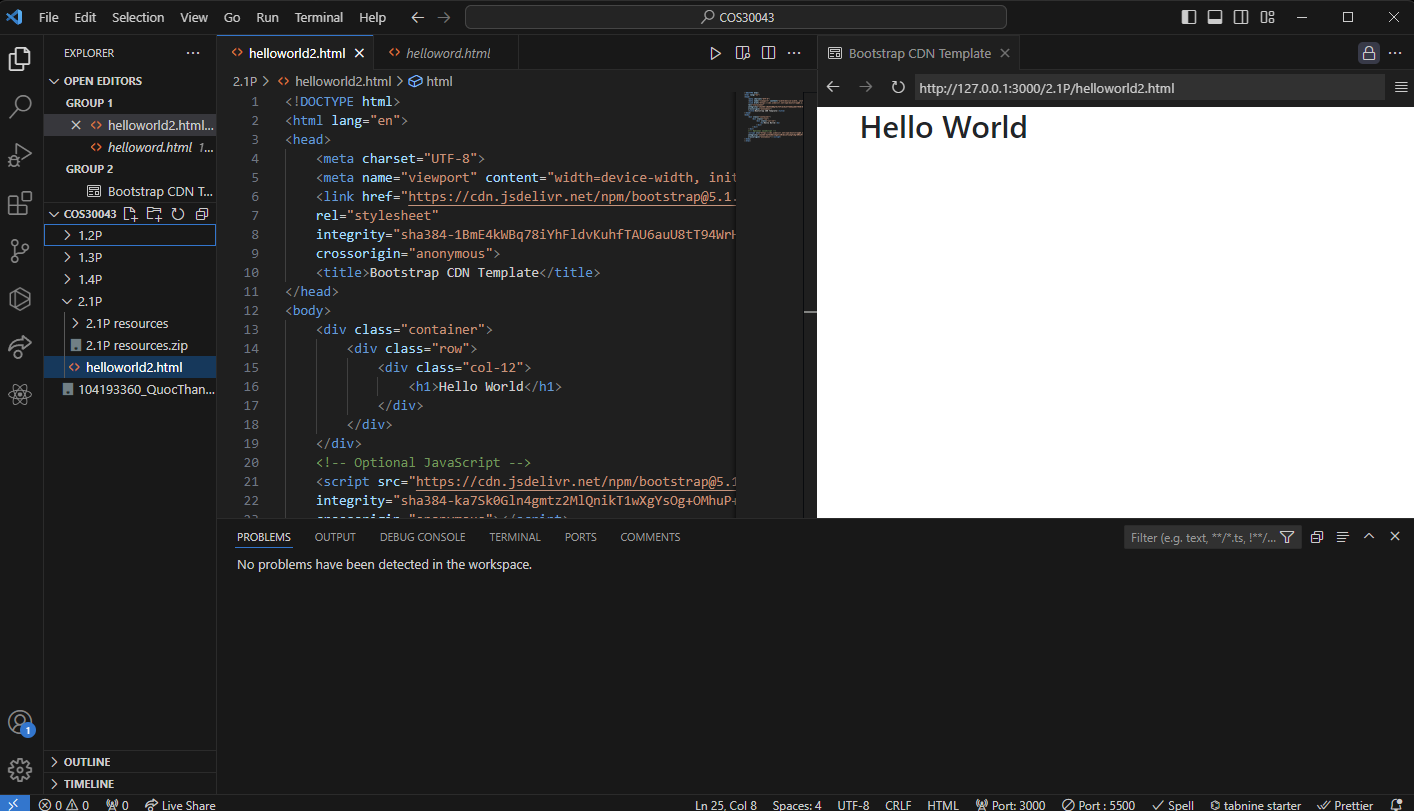 File Edit Selection View Go Run Terminal Help COS30043
EXPLORER
OPEN EDITORS
GROUP 1
helloworld2.html...
helloword.html 1...
GROUP 2
Bootstrap CDN T...
COS30043
1.2P
1.3P
1.4P
2.1P
2.1P resources
2.1P resources.zip
helloworld2.html
104193360_QuocThan...
OUTLINE
TIMELINE
1
helloworld2.html helloword.html
2.1P > helloworld2.html > html
1 <!DOCTYPE html>
2 <html lang="en">
3 <head>
4 <meta charset="UTF-8">
5 <meta name="viewport" content="width=device-width, init
6 <link href="https://cdn.jsdelivr.net/npm/bootstrap@5.1.
7 rel="stylesheet"
8 integrity="sha384-1BmE4kWBq78iYhFldvKuhfTAU6auU8tT94WrH
9 crossorigin="anonymous">
10 <title>Bootstrap CDN Template</title>
11 </head>
12 <body>
13 <div class="container">
14 <div class="row">
15 <div class="col-12">
16 <h1>Hello World</h1>
17 </div>
18 </div>
19 </div>
20 <!-- Optional JavaScript -->
21 <script src="https://cdn.jsdelivr.net/npm/bootstrap@5.1
22 integrity="sha384-ka7Sk0Gln4gmtz2MlQnikT1wXgYsOg+OMhuP+
23 crossorigin="anonymous"></script>
Bootstrap CDN Template
http://127.0.0.1:3000/2.1P/helloworld2.html
Hello World
PROBLEMS OUTPUT DEBUG CONSOLE TERMINAL PORTS COMMENTS
Filter (e.g. text, **/*.ts, !**/...
No problems have been detected in the workspace.
0 0 0 Live Share Ln 25, Col 8 Spaces: 4 UTF-8 CRLF HTML Port: 3000 Port : 5500 Spell tabnine starter Prettier